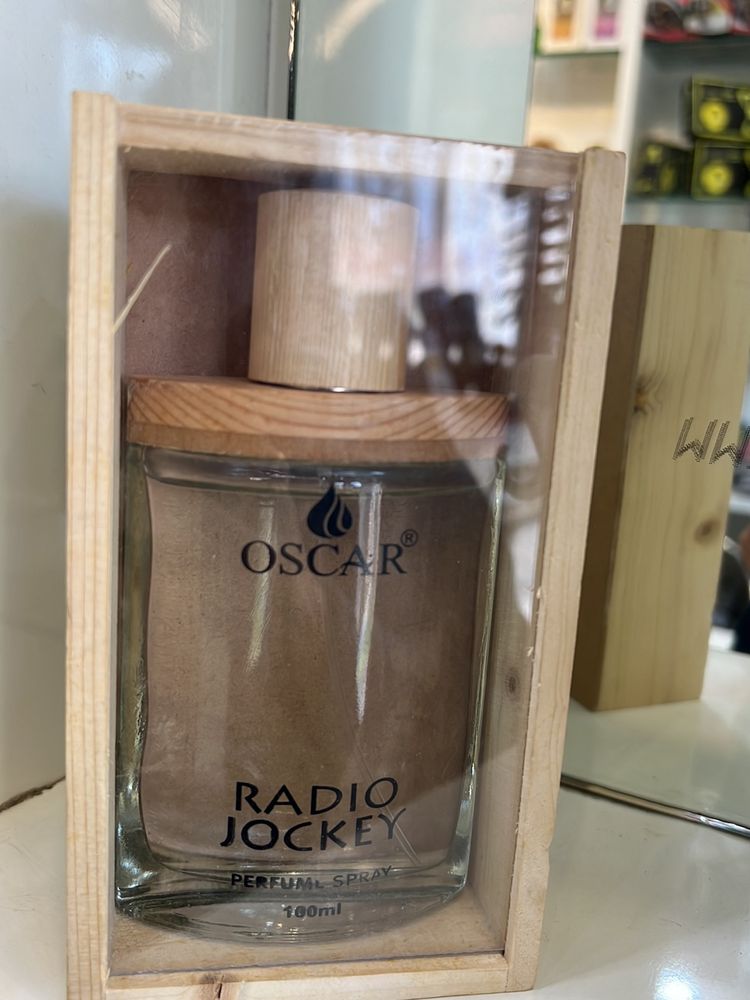 OSCAR®
RADIO
JOCKEY
PERFUME SPRAY
100ml